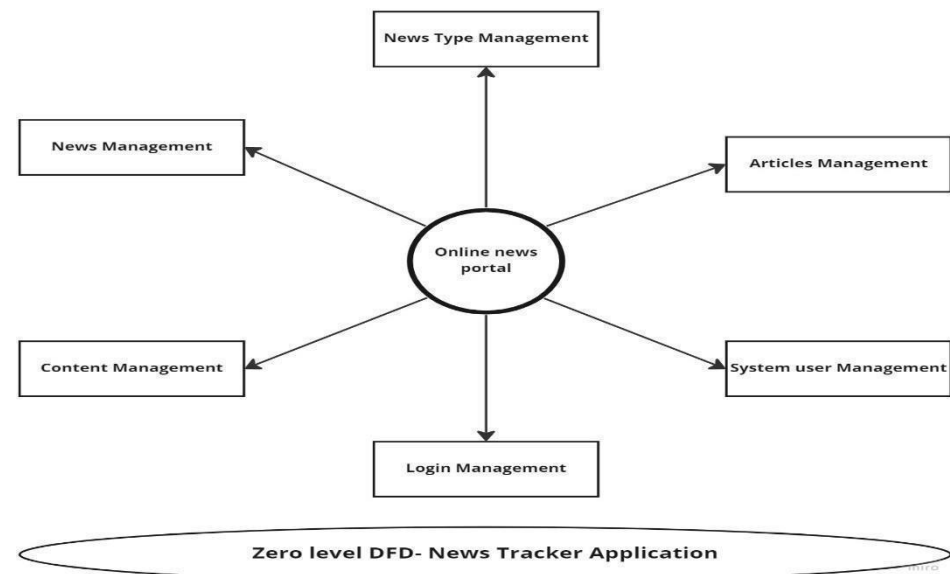 News Type Management
News Management
Articles Management
Online news
portal
Content Management
System user Management
Login Management
Zero level DFD- News Tracker Application
miro